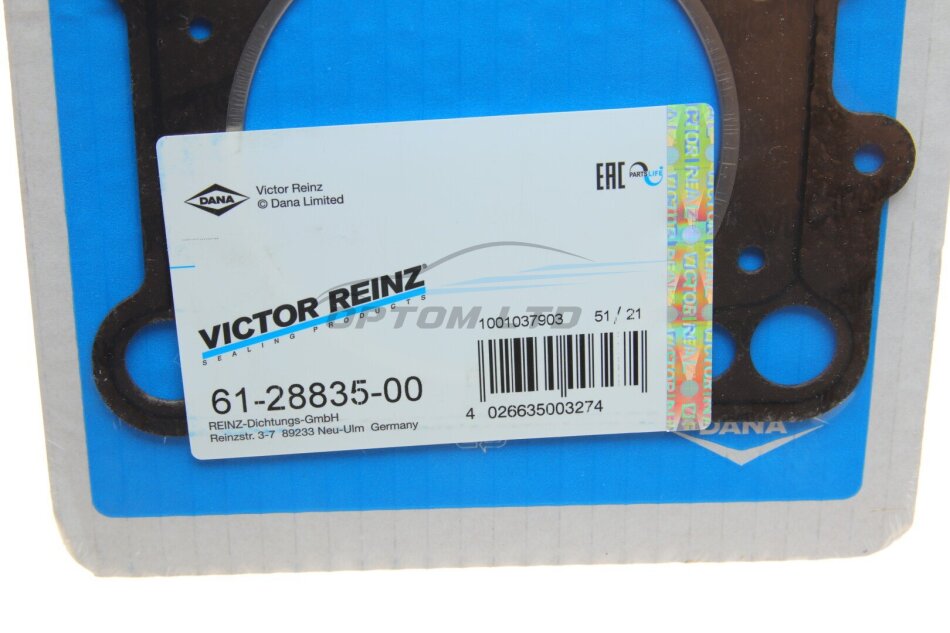 DANA
Victor Reinz
© Dana Limited
EAC
PARTS LIFE
VICTOR REINZ®
SEALING PRODUCTS
OPTOM.LTD
1001037903 51 / 21
61-28835-00
4 026635003274
REINZ-Dichtungs-GmbH
Reinzstr. 3-7 89233 Neu-Ulm Germany
VICTOR REINZ
DANA